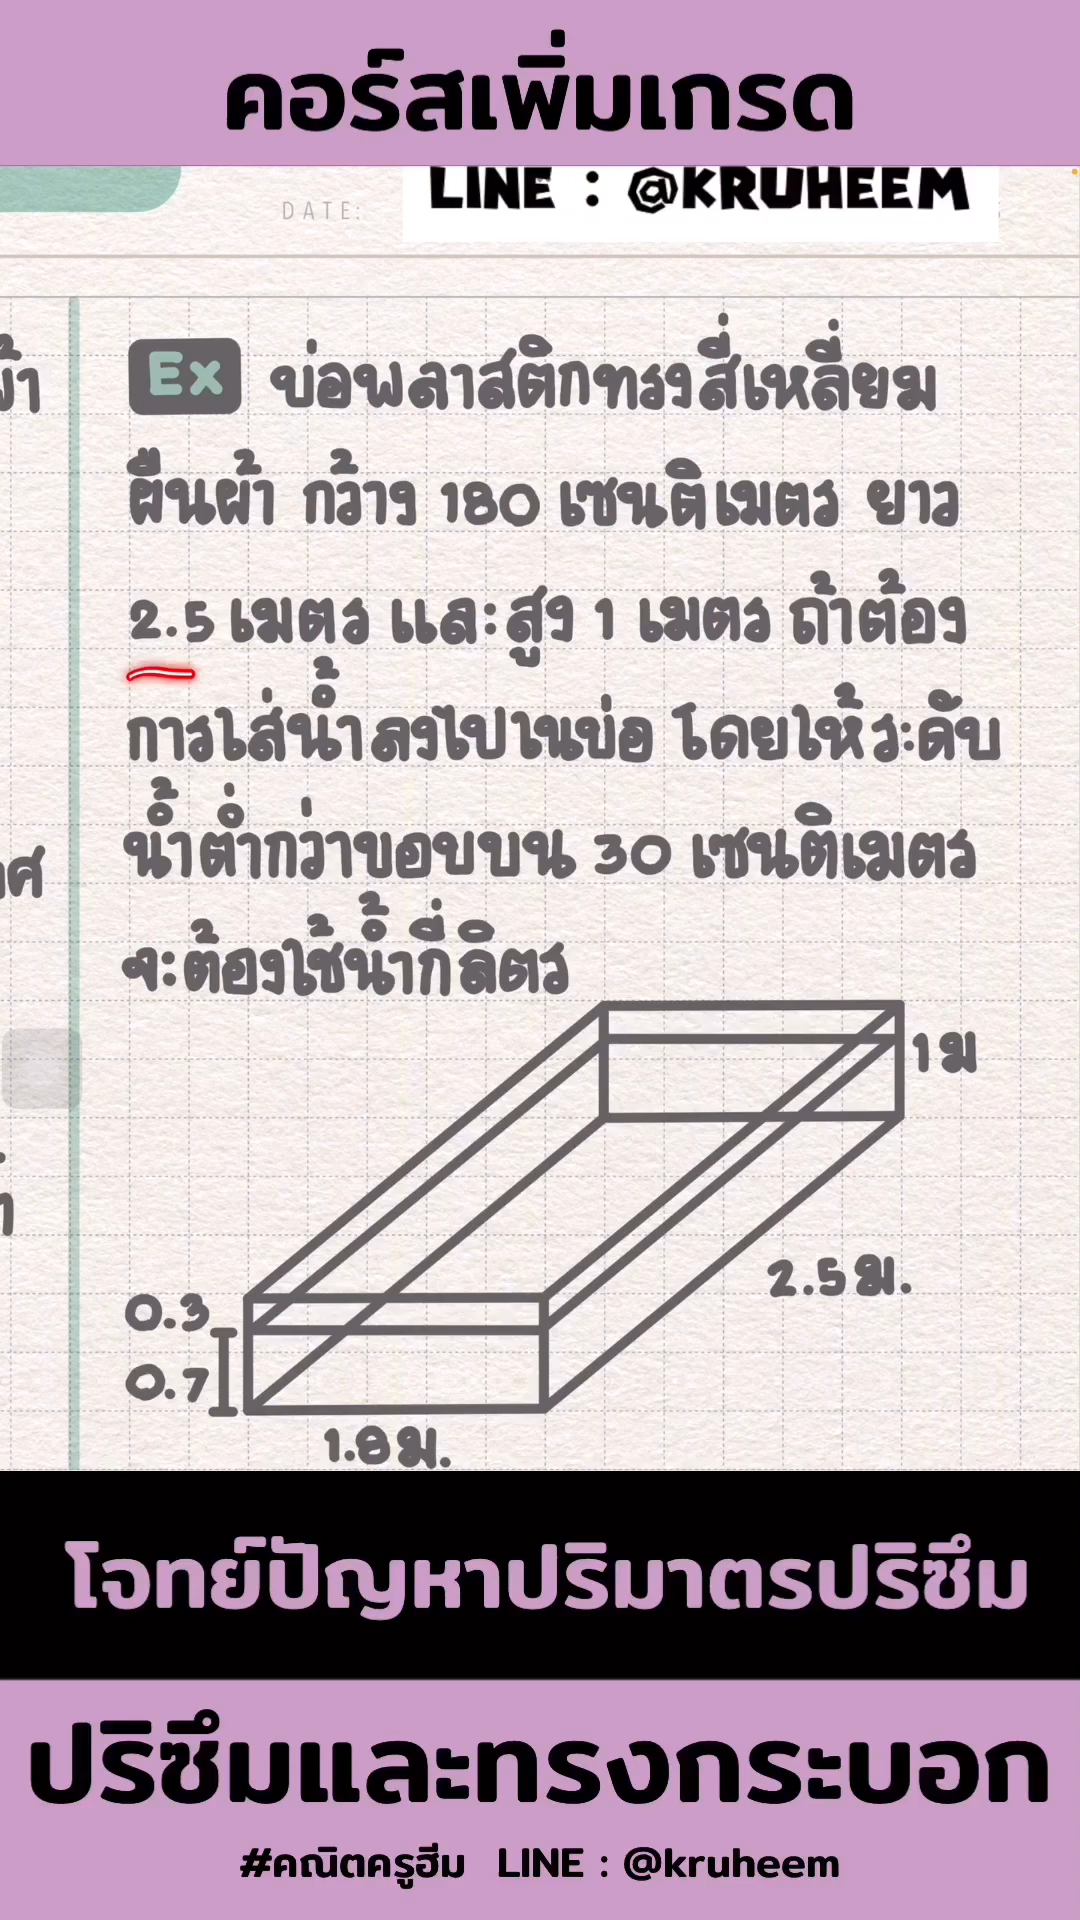 คอร์สเพิ่มเกรด
LINE : @KRUHEEM
DATE:
Ex บ่อพลาสติกทรงสี่เหลี่ยม
ผืนผ้า กว้าง 180 เซนติเมตร ยาว
2.5 เมตร และสูง 1 เมตร ถ้าต้อง
การใส่น้ำลงไปในบ่อ โดยให้ระดับ
น้ำต่ำกว่าขอบบน 30 เซนติเมตร
จะต้องใช้น้ำกี่ลิตร
1 ม
2.5 ม.
0.3
0.7
1.8 ม.
โจทย์ปัญหาปริมาตรปริซึม
ปริซึมและทรงกระบอก
#คณิตครูฮีม LINE : @kruheem